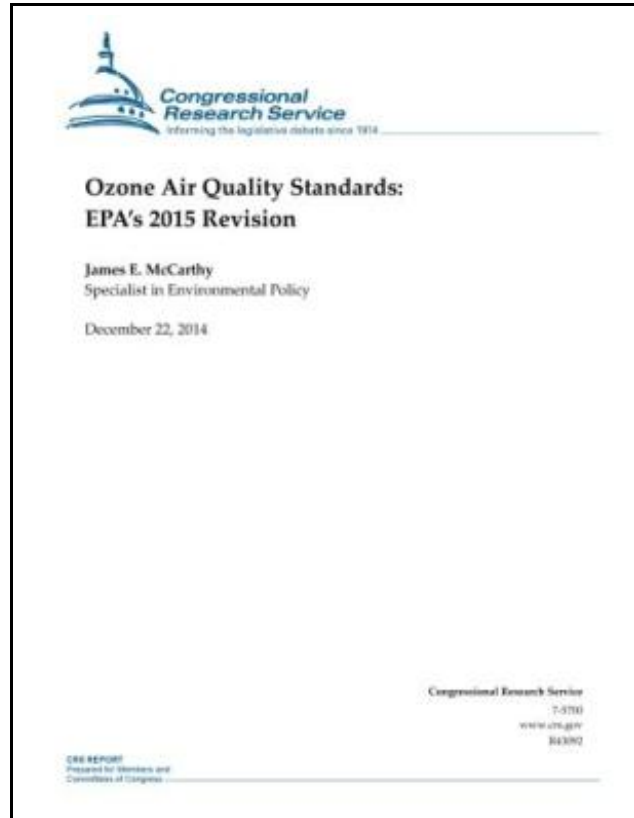 Congressional
Research Service
Informing the legislative debate since 1914
Ozone Air Quality Standards:
EPA's 2015 Revision
James E. McCarthy
Specialist in Environmental Policy
December 22, 2014
Congressional Research Service
7-5700
www.crs.gov
CRS REPORT
Prepared for Members and
Committees of Congress